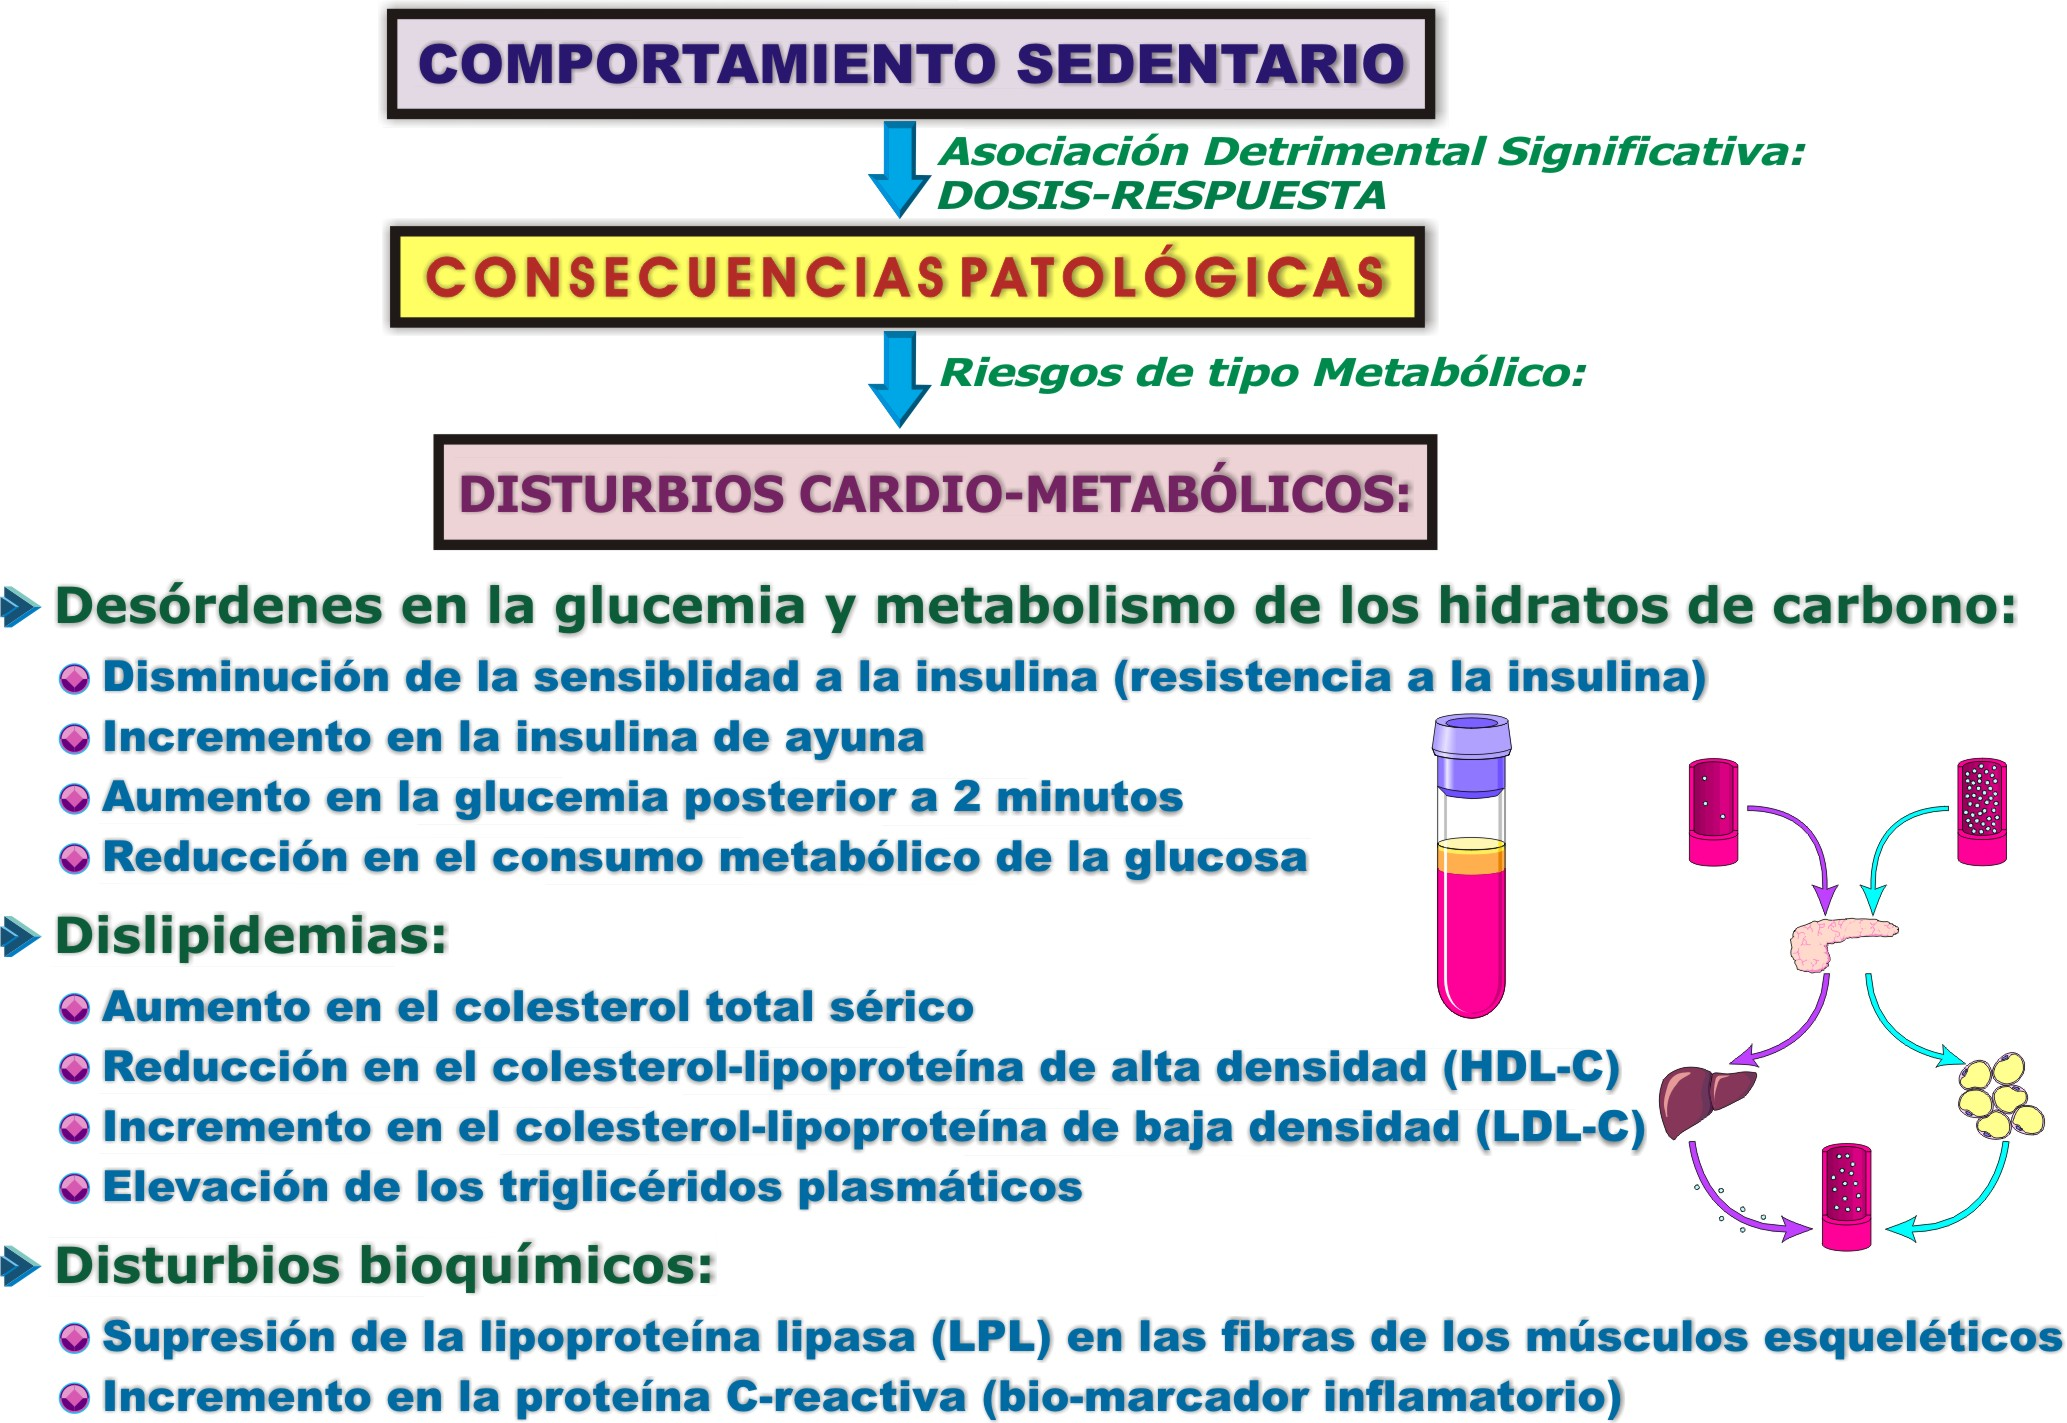 COMPORTAMIENTO SEDENTARIO
Asociación Detrimental Significativa:
DOSIS-RESPUESTA
CONSECUENCIAS PATOLÓGICAS
Riesgos de tipo Metabólico:
DISTURBIOS CARDIO-METABÓLICOS:
Desórdenes en la glucemia y metabolismo de los hidratos de carbono:
Disminución de la sensiblidad a la insulina (resistencia a la insulina)
Incremento en la insulina de ayuna
Aumento en la glucemia posterior a 2 minutos
Reducción en el consumo metabólico de la glucosa
Dislipidemias:
Aumento en el colesterol total sérico
Reducción en el colesterol-lipoproteína de alta densidad (HDL-C)
Incremento en el colesterol-lipoproteína de baja densidad (LDL-C)
Elevación de los triglicéridos plasmáticos
Disturbios bioquímicos:
Supresión de la lipoproteína lipasa (LPL) en las fibras de los músculos esqueléticos
Incremento en la proteína C-reactiva (bio-marcador inflamatorio)